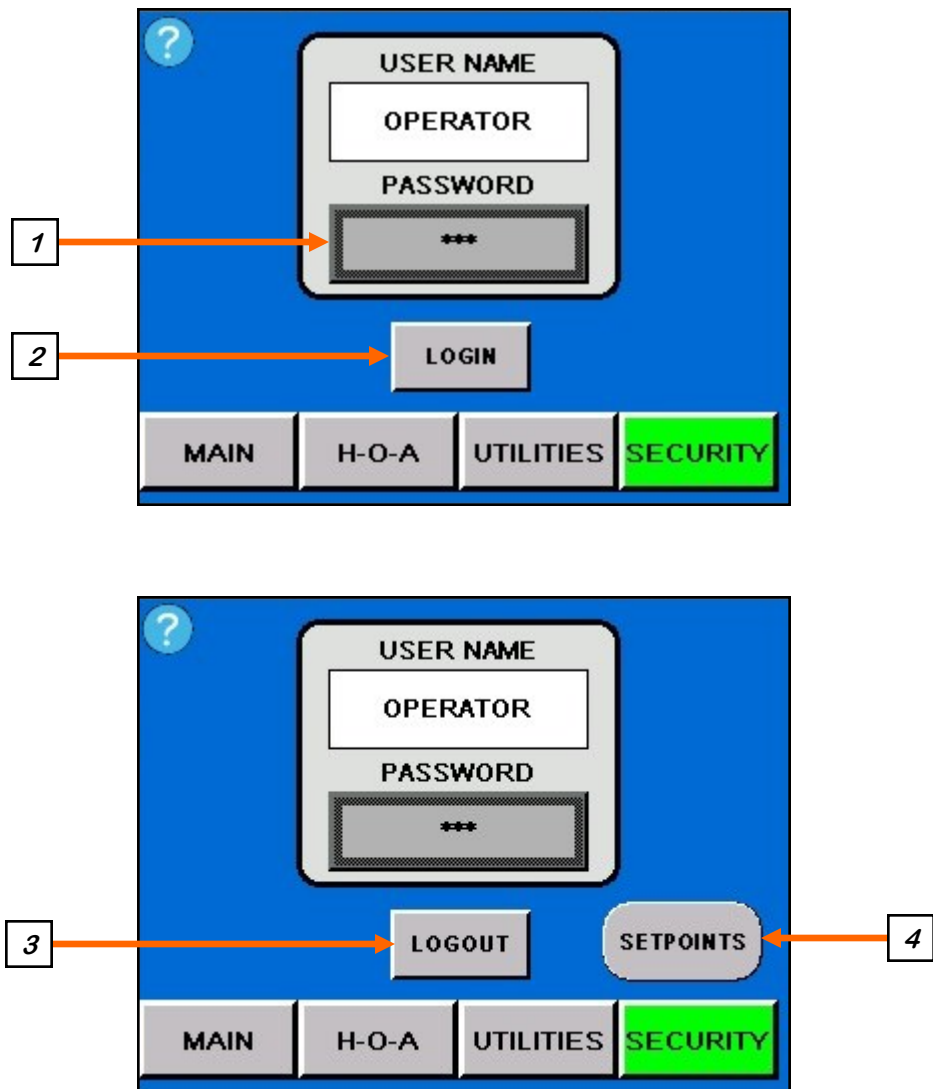 ?
USER NAME
OPERATOR
PASSWORD
1
***
2
LOGIN
MAIN H-O-A UTILITIES SECURITY
?
USER NAME
OPERATOR
PASSWORD
***
3
LOGOUT
SETPOINTS
4
MAIN H-O-A UTILITIES SECURITY